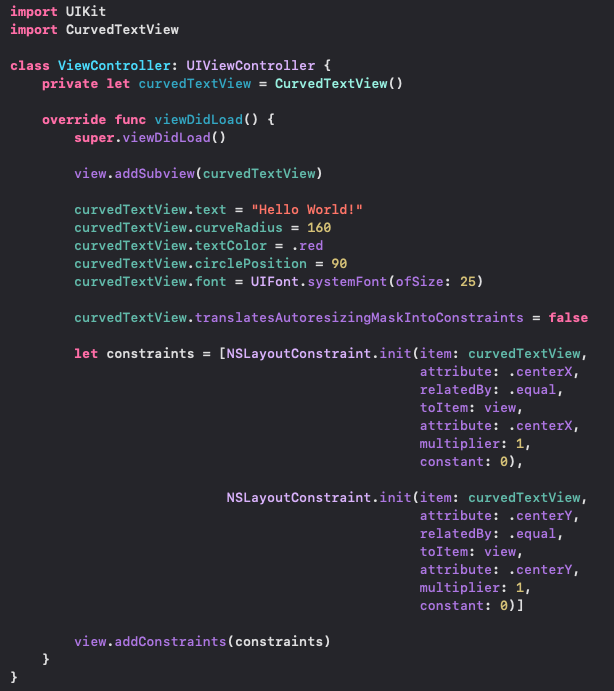 import UIKit
import CurvedTextView

class ViewController: UIViewController {
    private let curvedTextView = CurvedTextView()

    override func viewDidLoad() {
        super.viewDidLoad()

        view.addSubview(curvedTextView)

        curvedTextView.text = "Hello World!"
        curvedTextView.curveRadius = 160
        curvedTextView.textColor = .red
        curvedTextView.circlePosition = 90
        curvedTextView.font = UIFont.systemFont(ofSize: 25)

        curvedTextView.translatesAutoresizingMaskIntoConstraints = false

        let constraints = [NSLayoutConstraint.init(item: curvedTextView,
                                                   attribute: .centerX,
                                                   relatedBy: .equal,
                                                   toItem: view,
                                                   attribute: .centerX,
                                                   multiplier: 1,
                                                   constant: 0),

                           NSLayoutConstraint.init(item: curvedTextView,
                                                   attribute: .centerY,
                                                   relatedBy: .equal,
                                                   toItem: view,
                                                   attribute: .centerY,
                                                   multiplier: 1,
                                                   constant: 0)]

        view.addConstraints(constraints)
    }
}